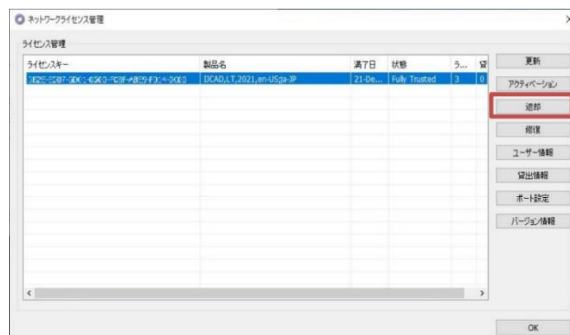 ネットワークライセンス管理
ライセンス管理
ライセンスキー 製品名 満了日 状態 ラ... 貸
DCAD,LT,2021,en-USga-JP 21-De... Fully Trusted 3 0
更新
アクティベーション
返却
修復
ユーザー情報
貸出情報
ポート設定
バージョン情報
OK